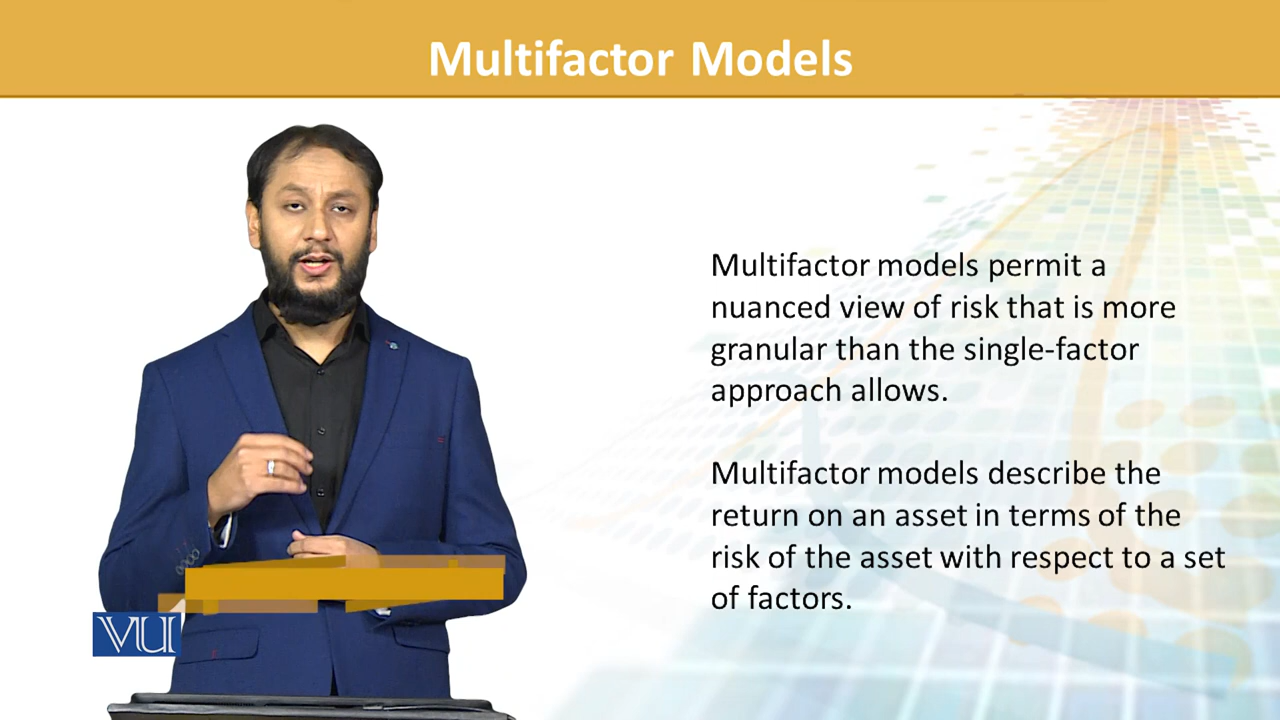 Multifactor Models
Multifactor models permit a
nuanced view of risk that is more
granular than the single-factor
approach allows.
Multifactor models describe the
return on an asset in terms of the
risk of the asset with respect to a set
of factors.
VU